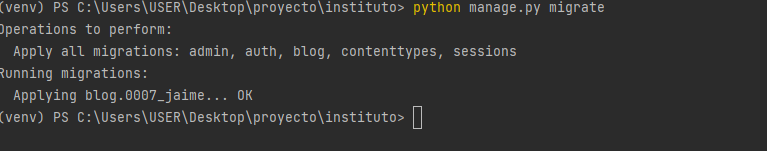 (venv) PS C:\Users\USER\Desktop\proyecto\instituto> python manage.py migrate
Operations to perform:
  Apply all migrations: admin, auth, blog, contenttypes, sessions
Running migrations:
  Applying blog.0007_jaime... OK
(venv) PS C:\Users\USER\Desktop\proyecto\instituto>